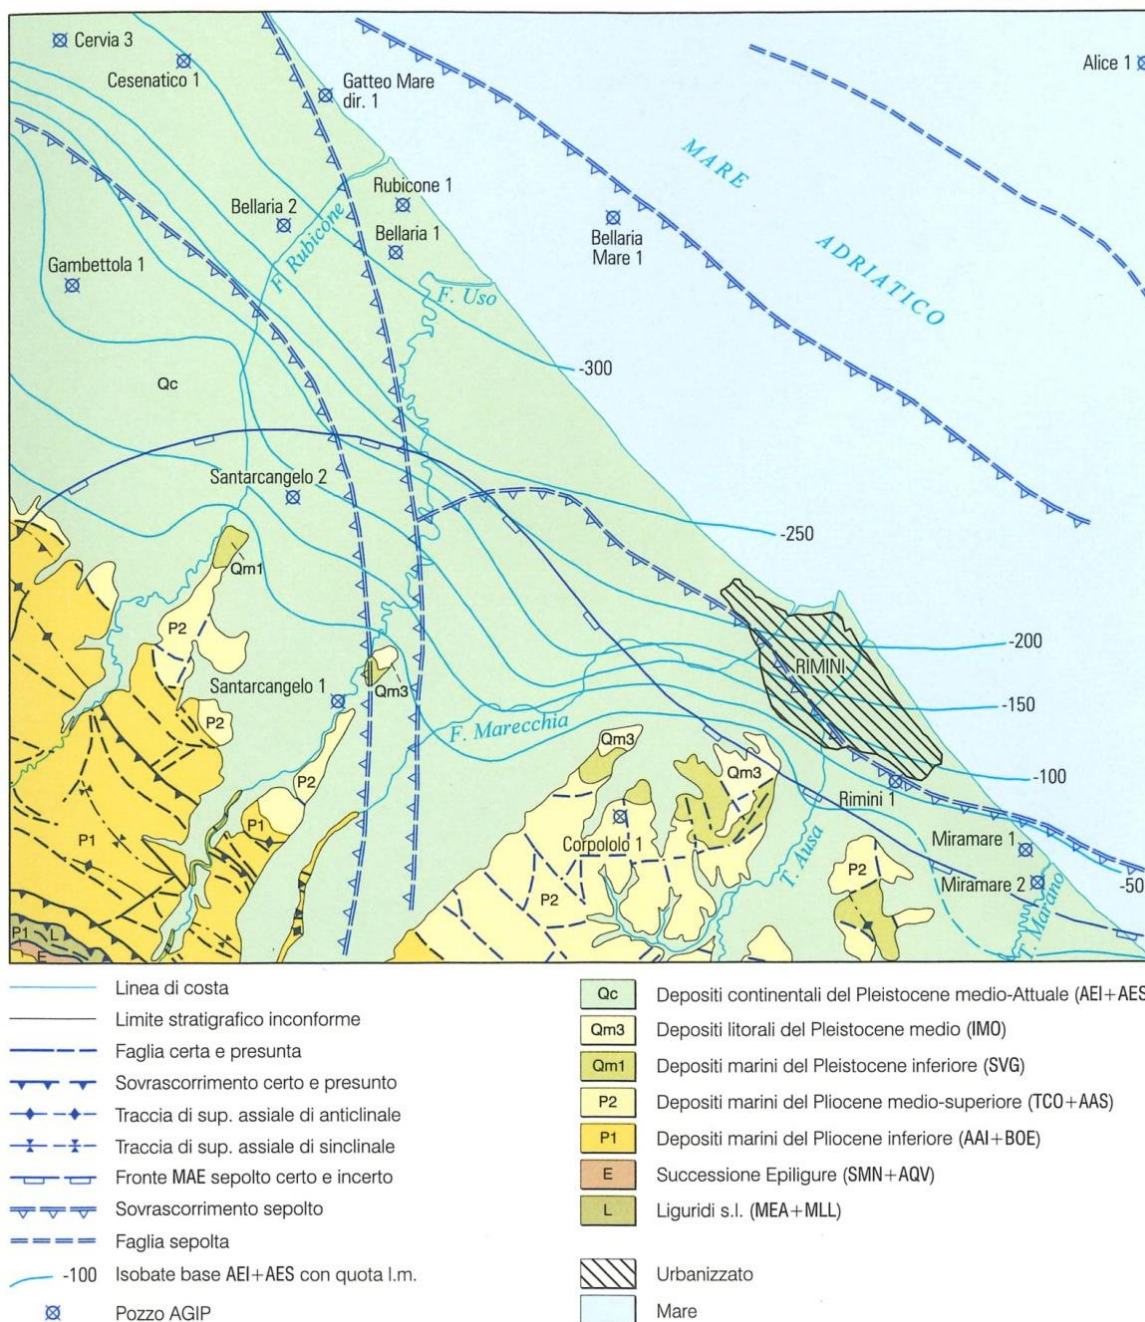 Cervia 3
Cesenatico 1
Gatteo Mare
dir. 1
Alice 1
MARE
ADRIATICO
Rubicone 1
Bellaria 2
Bellaria 1
Bellaria
Mare 1
F. Rubicone
F. Uso
Gambettola 1
Qc
-300
Santarcangelo 2
-250
Qm1
P2
-200
RIMINI
Qm3
Santarcangelo 1
-150
F. Marecchia
P2
Qm3
Qm3
-100
P2
Rimini 1
P1
P1
Corpololo 1
T. Ausa
Miramare 1
P2
P2
Miramare 2
-50
T. Marano
P1
L
E
Linea di costa
Limite stratigrafico inconforme
Faglia certa e presunta
Sovrascorrimento certo e presunto
Traccia di sup. assiale di anticlinale
Traccia di sup. assiale di sinclinale
Fronte MAE sepolto certo e incerto
Sovrascorrimento sepolto
Faglia sepolta
-100 Isobate base AEI+AES con quota l.m.
Pozzo AGIP
Qc Depositi continentali del Pleistocene medio-Attuale (AEI+AES
Qm3 Depositi litorali del Pleistocene medio (IMO)
Qm1 Depositi marini del Pleistocene inferiore (SVG)
P2 Depositi marini del Pliocene medio-superiore (TCO+AAS)
P1 Depositi marini del Pliocene inferiore (AAI+BOE)
E Successione Epiligure (SMN+AQV)
L Liguridi s.l. (MEA+MLL)
Urbanizzato
Mare